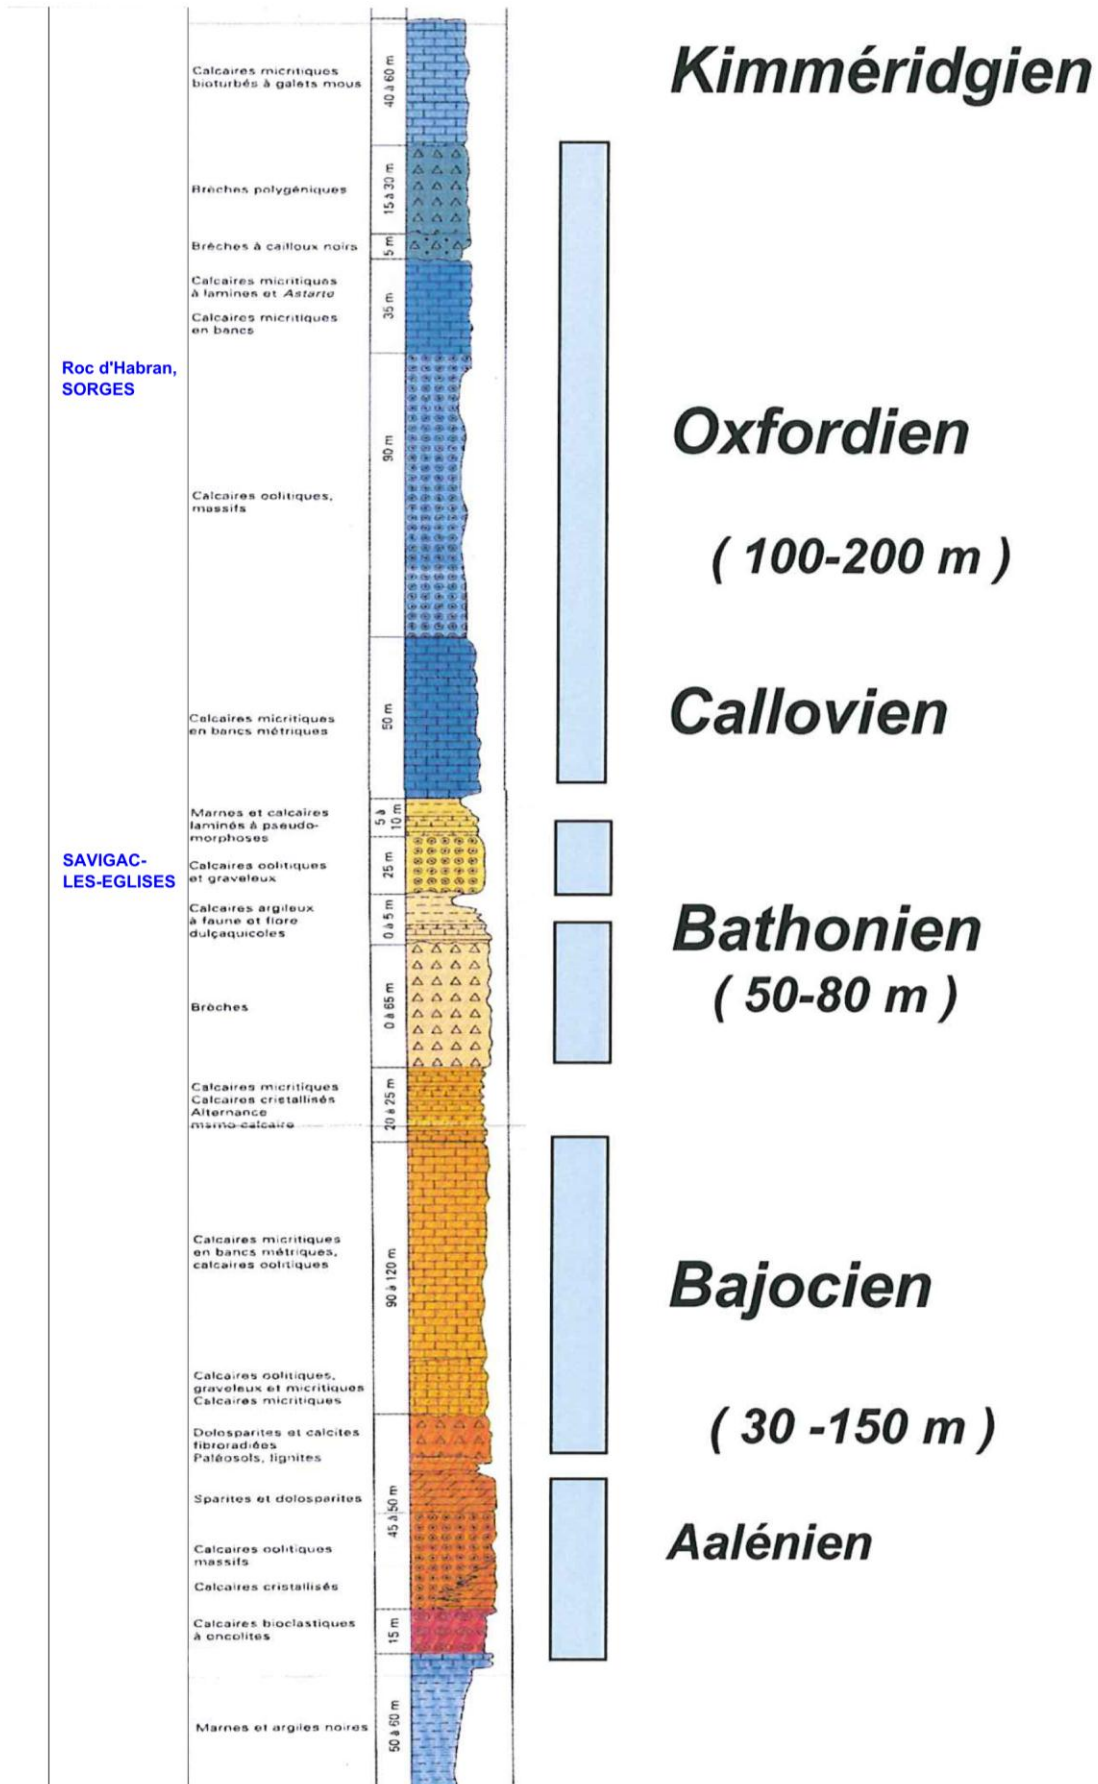 Kimméridgien
Calcaires micritiques
bioturbés à galets mous
40 à 60 m
Brèches polygéniques
15 à 30 m
Brèches à cailloux noirs
5 m
Calcaires micritiques
à lamines et Astarte
Calcaires micritiques
en bancs
35 m
Roc d'Habran,
SORGES
Oxfordien
90 m
Calcaires oolitiques,
massifs
( 100-200 m )
Callovien
Calcaires micritiques
en bancs métriques
50 m
Marnes et calcaires
laminés à pseudo-
morphoses
5 à
10 m
SAVIGAC-
LES-EGLISES
Calcaires oolitiques
et graveleux
25 m
Calcaires argileux
à faune et flore
dulçaquicoles
0 à 5 m
Bathonien
( 50-80 m )
Brèches
0 à 65 m
Calcaires micritiques
Calcaires cristallisés
Alternance
marno-calcaire
20 à 25 m
Calcaires micritiques
en bancs métriques,
calcaires oolitiques
90 à 120 m
Bajocien
Calcaires oolitiques,
graveleux et micritiques
Calcaires micritiques
( 30 -150 m )
Dolosparites et calcites
fibroradiées
Paléosols, lignites
Sparites et dolosparites
45 à 50 m
Aalénien
Calcaires oolitiques
massifs
Calcaires cristallisés
Calcaires bioclastiques
à oncolites
15 m
Marnes et argiles noires
50 à 60 m